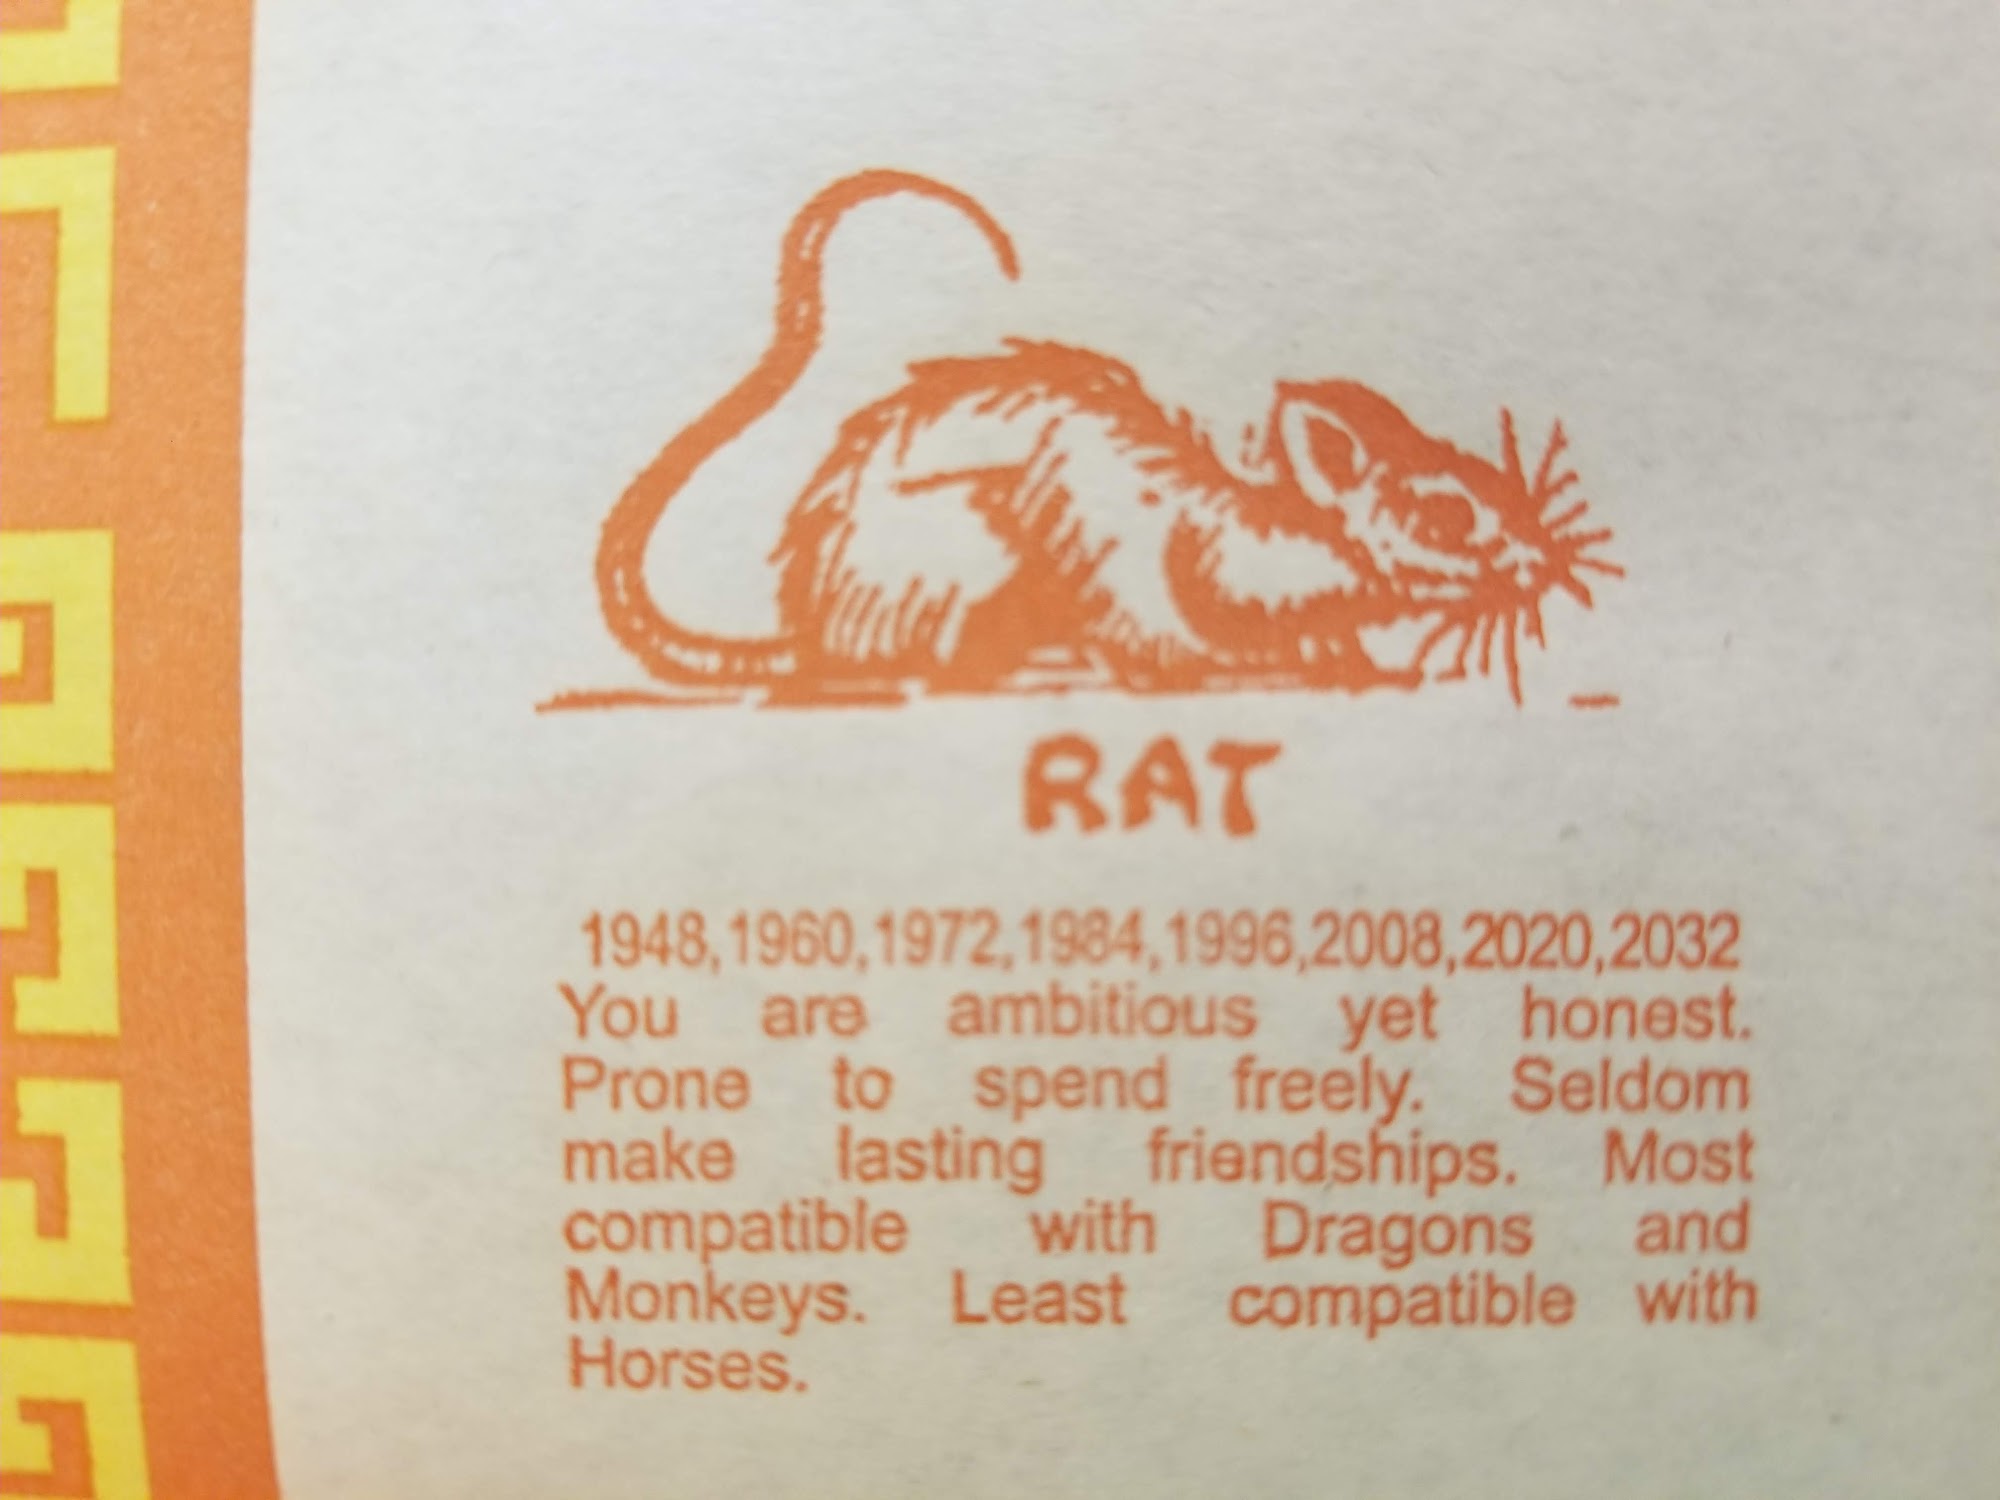 RAT
1948,1960,1972,1984,1996,2008,2020,2032
You are ambitious yet honest.
Prone to spend freely. Seldom
make lasting friendships. Most
compatible with Dragons and
Monkeys. Least compatible with
Horses.